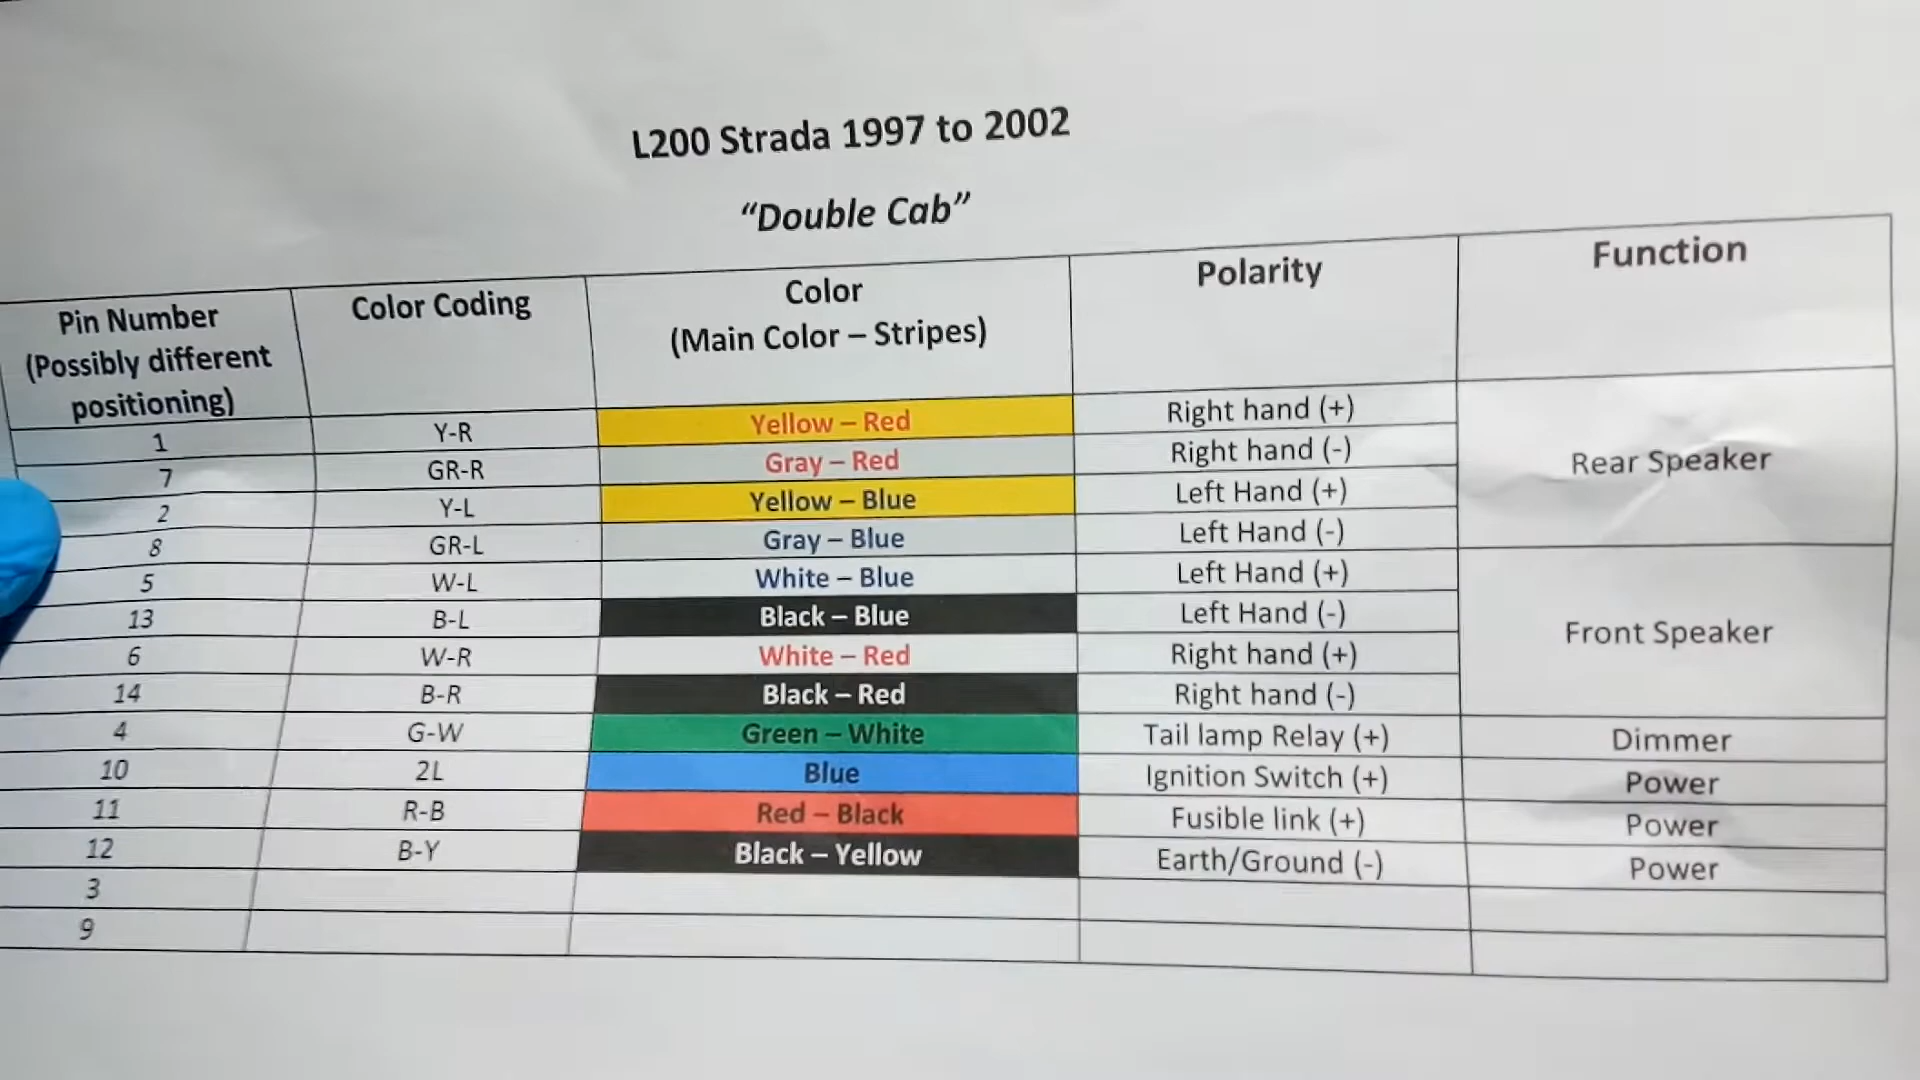 L200 Strada 1997 to 2002
“Double Cab”
Pin Number (Possibly different positioning) Color Coding Color (Main Color – Stripes) Polarity Function
1 Y-R Yellow – Red Right hand (+) Rear Speaker
7 GR-R Gray – Red Right hand (-)
2 Y-L Yellow – Blue Left Hand (+)
8 GR-L Gray – Blue Left Hand (-)
5 W-L White – Blue Left Hand (+) Front Speaker
13 B-L Black – Blue Left Hand (-)
6 W-R White – Red Right hand (+)
14 B-R Black – Red Right hand (-)
4 G-W Green – White Tail lamp Relay (+) Dimmer
10 2L Blue Ignition Switch (+) Power
11 R-B Red – Black Fusible link (+) Power
12 B-Y Black – Yellow Earth/Ground (-) Power
3
9